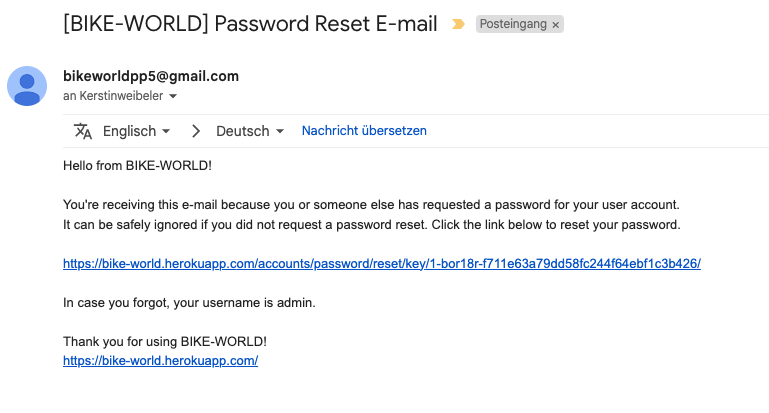 [BIKE-WORLD] Password Reset E-mail Posteingang ×
bikeworldpp5@gmail.com
an Kerstinweibeler
Englisch > Deutsch Nachricht übersetzen
Hello from BIKE-WORLD!
You're receiving this e-mail because you or someone else has requested a password for your user account.
It can be safely ignored if you did not request a password reset. Click the link below to reset your password.
https://bike-world.herokuapp.com/accounts/password/reset/key/1-bor18r-f711e63a79dd58fc244f64ebf1c3b426/
In case you forgot, your username is admin.
Thank you for using BIKE-WORLD!
https://bike-world.herokuapp.com/